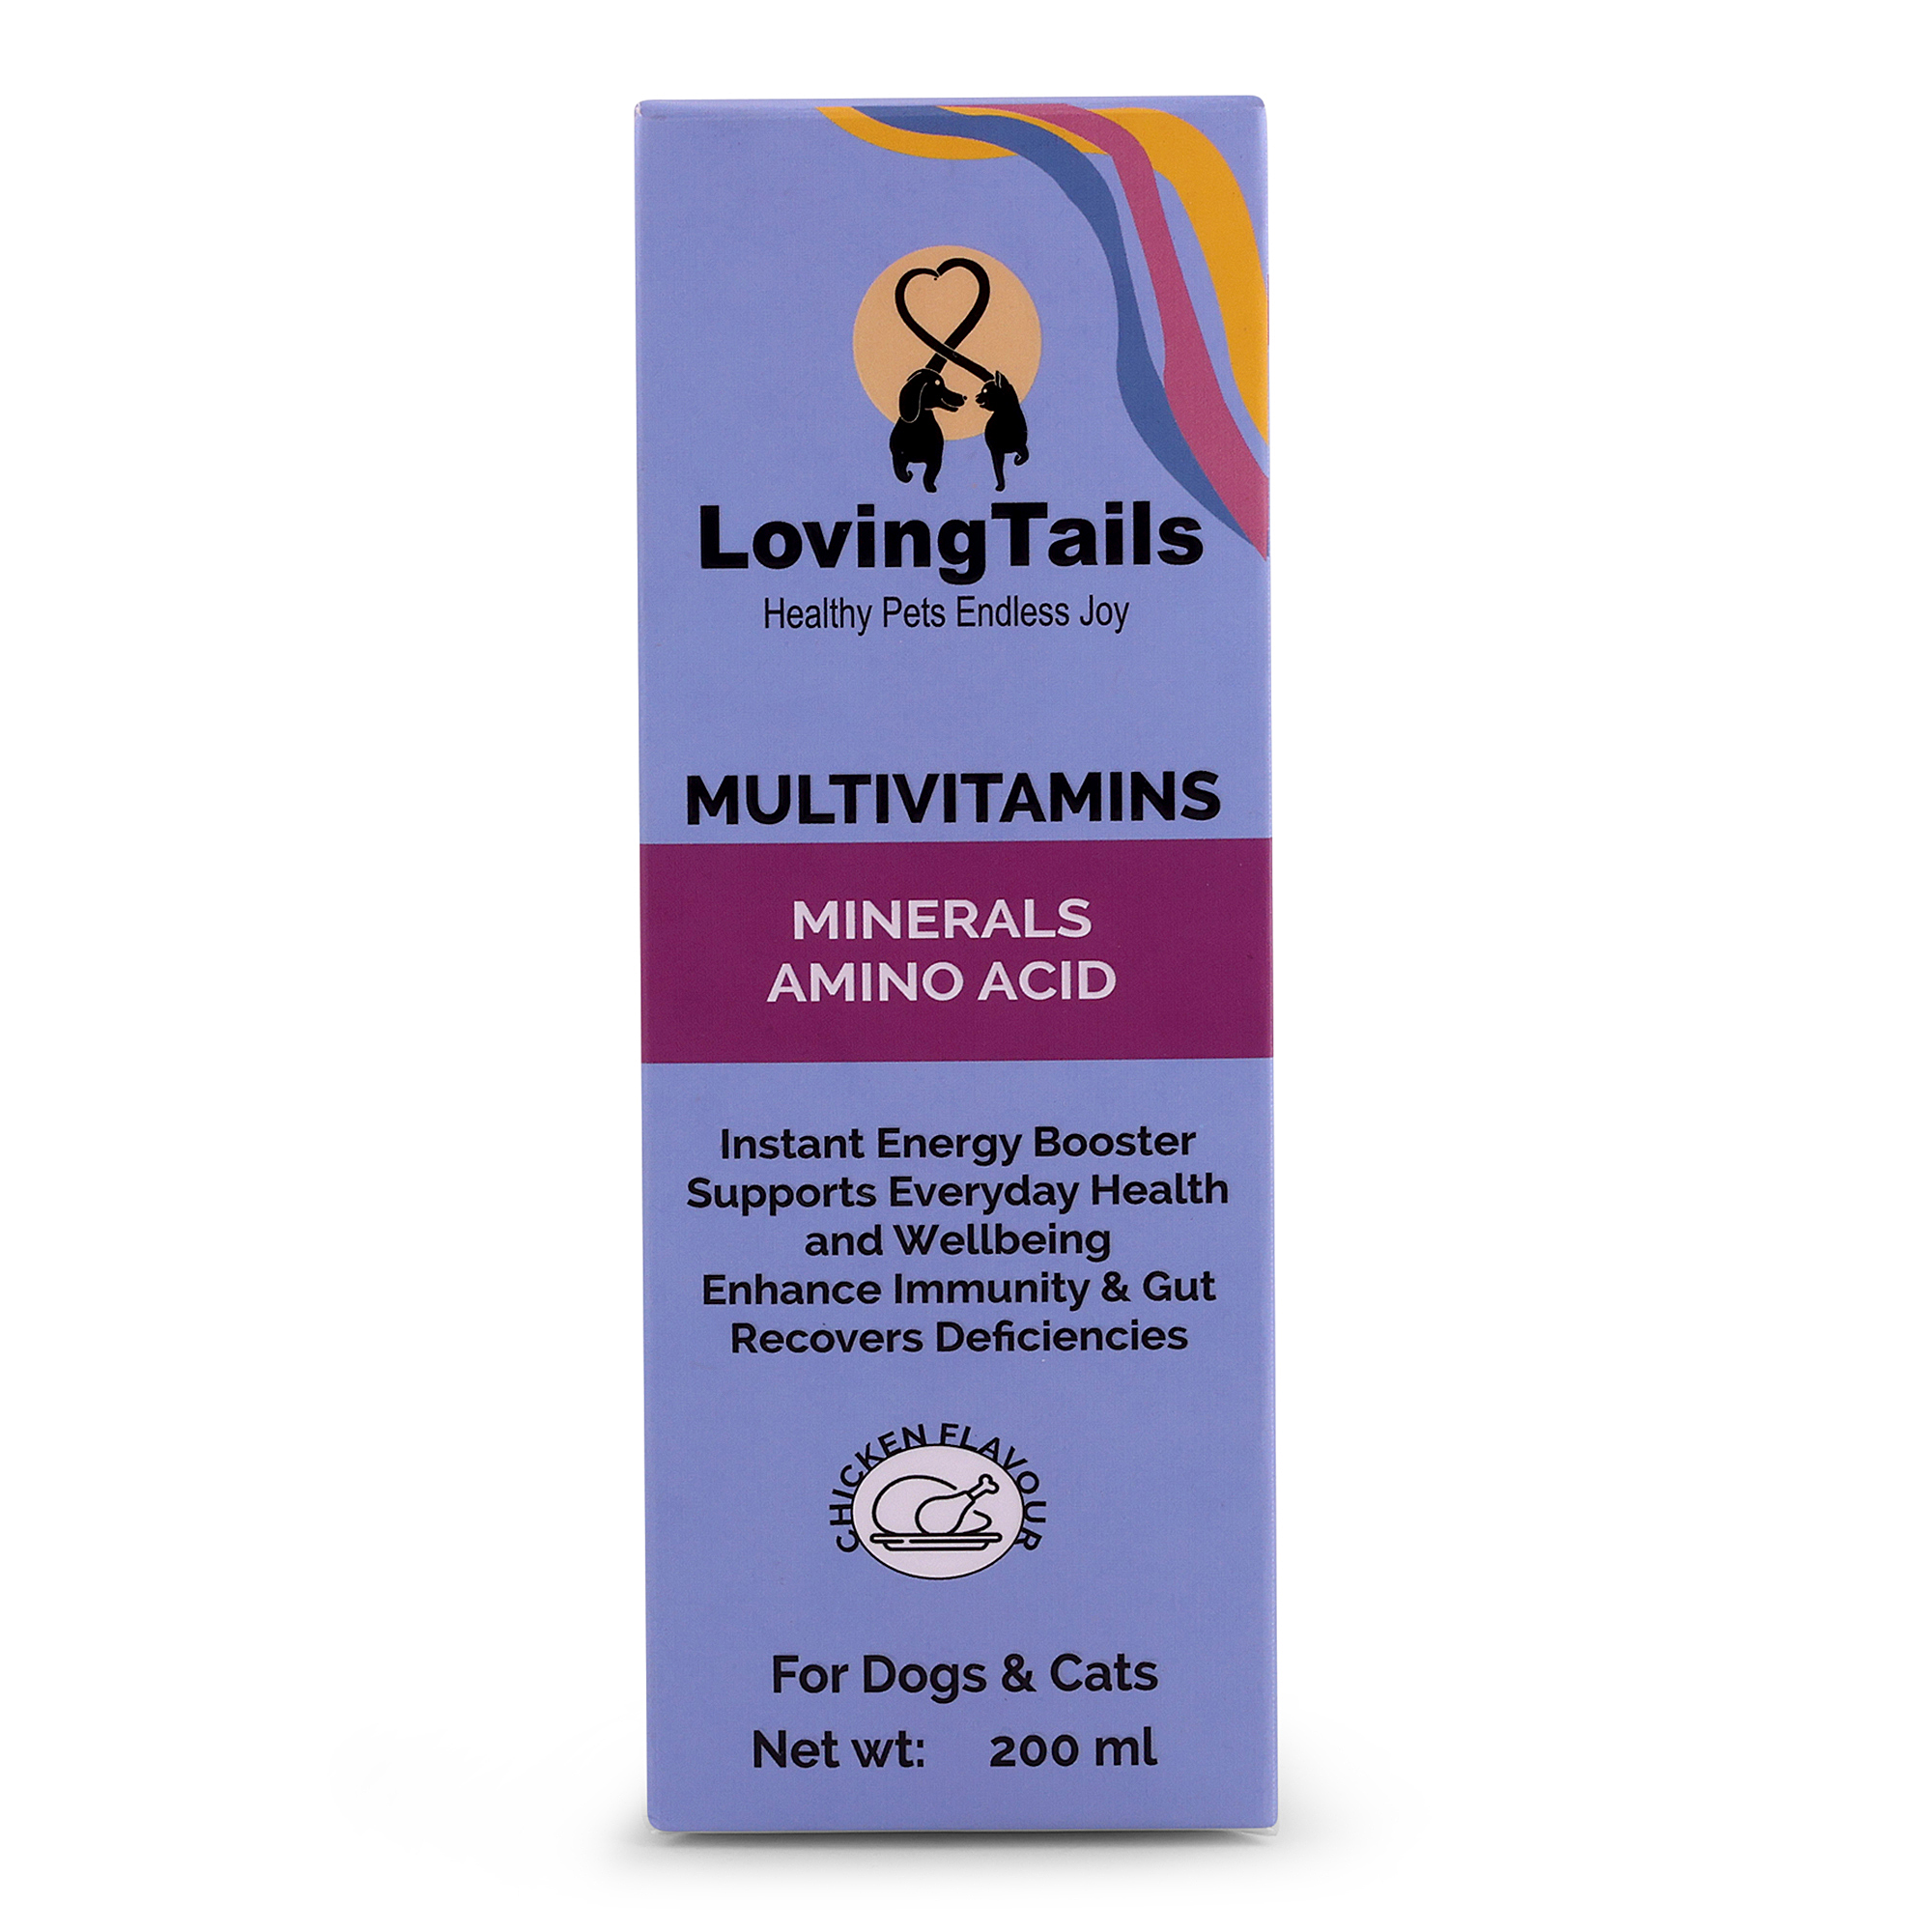 LovingTails
Healthy Pets Endless Joy
MULTIVITAMINS
MINERALS
AMINO ACID
Instant Energy Booster
Supports Everyday Health
and Wellbeing
Enhance Immunity & Gut
Recovers Deficiencies
CHICKEN FLAVOUR
For Dogs & Cats
Net wt: 200 ml